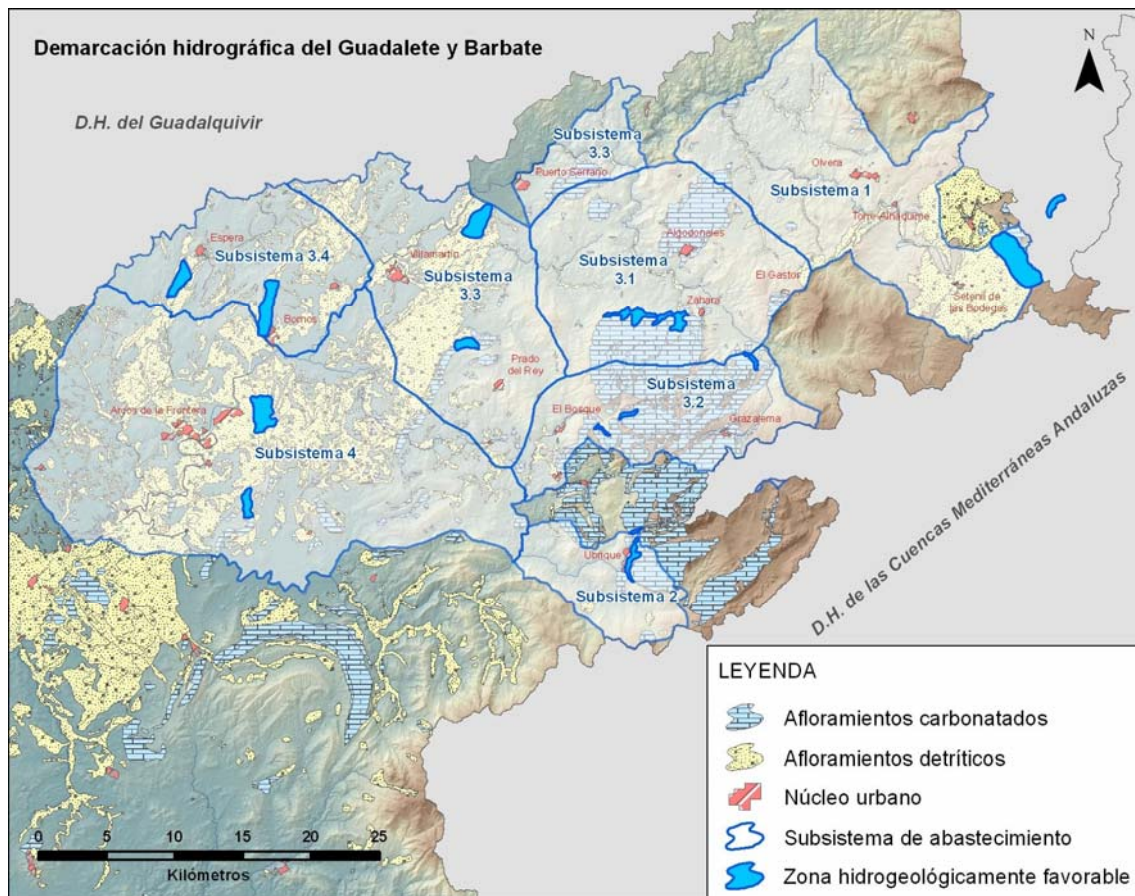 Demarcación hidrográfica del Guadalete y Barbate
N
D.H. del Guadalquivir
Subsistema
3.3
Puerto Serrano
Olvera
Subsistema 1
Torre-Alháquime
Algodonales
Espera
Subsistema 3.4
Villamartín
Subsistema
3.3
Subsistema
3.1
El Gastor
Setenil de
las Bodegas
Zahara
Bornos
Prado
del Rey
Subsistema
3.2
El Bosque
Grazalema
Arcos de la Frontera
Subsistema 4
Ubrique
Subsistema 2
D.H. de las Cuencas Mediterráneas Andaluzas
LEYENDA
Afloramientos carbonatados
Afloramientos detríticos
Núcleo urbano
Subsistema de abastecimiento
Zona hidrogeológicamente favorable
0 5 10 15 20 25
Kilómetros